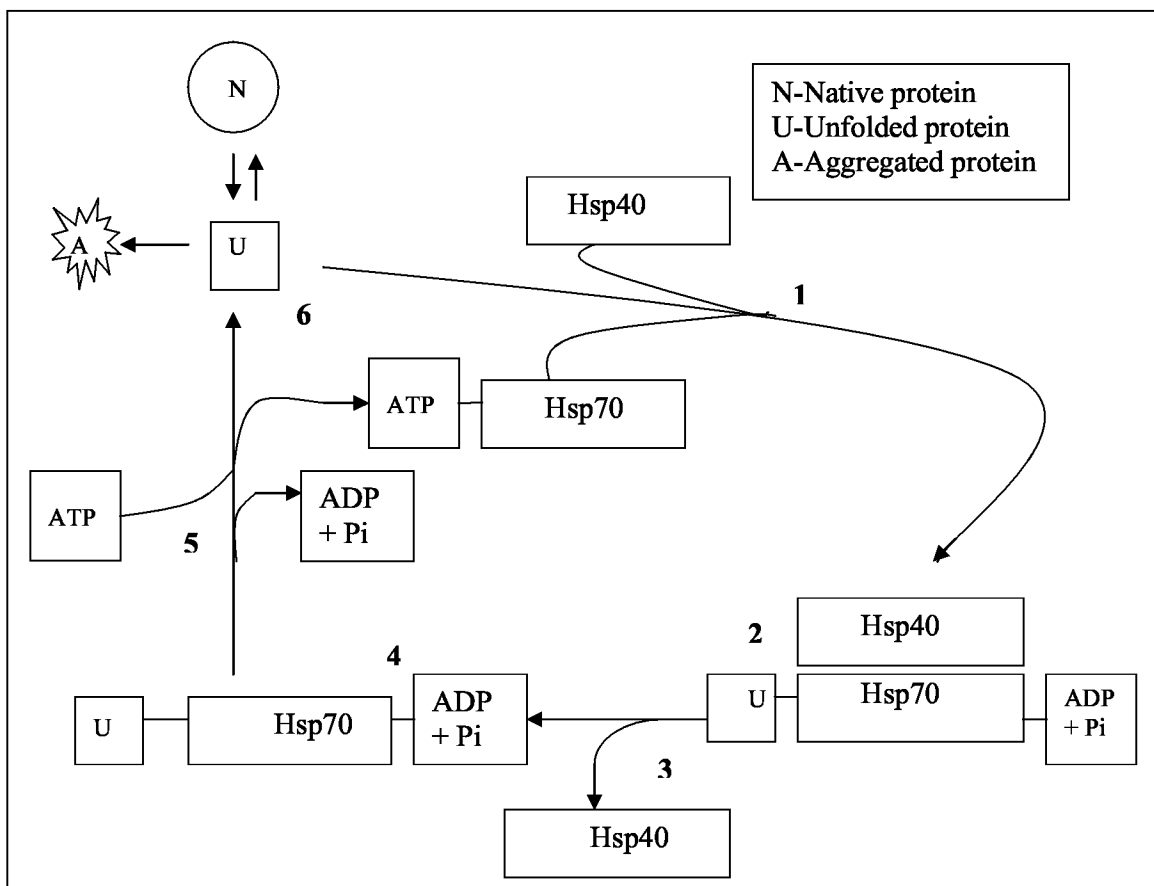 N
N-Native protein
U-Unfolded protein
A-Aggregated protein
Hsp40
A
U
1
6
ATP
Hsp70
ATP
ADP
+ Pi
5
2
Hsp40
4
U
Hsp70
ADP
+ Pi
U
Hsp70
ADP
+ Pi
3
Hsp40